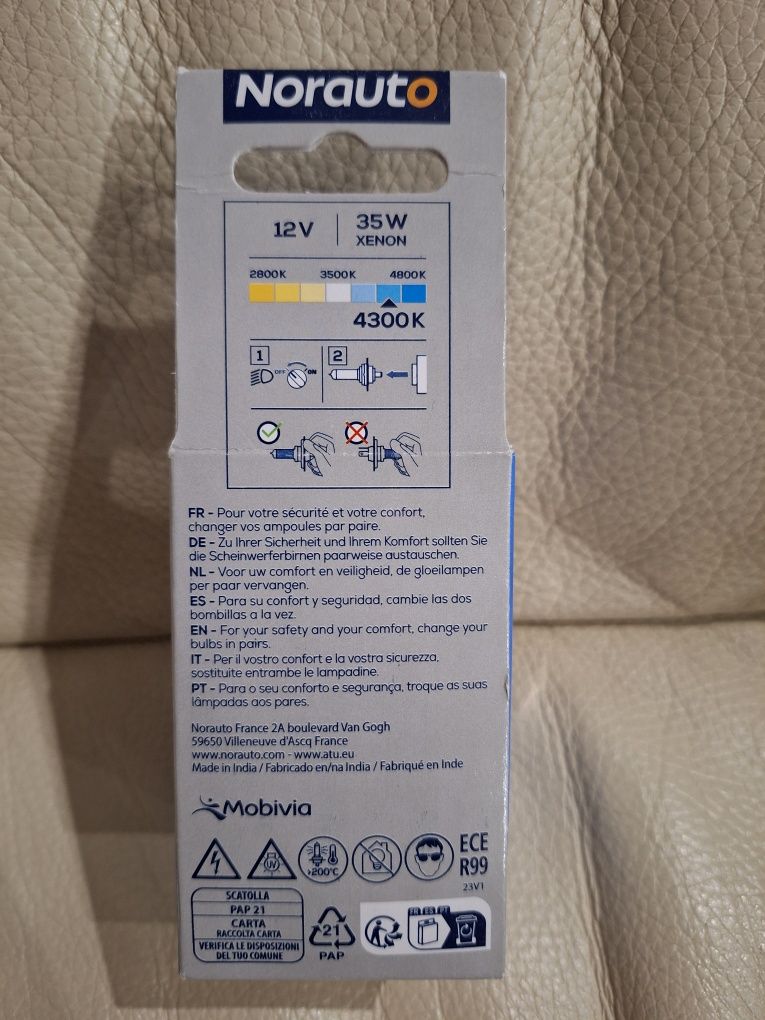 Norauto
12V 35W
XENON
2800K 3500K 4800K
4300K
1 OFF ON 2
FR - Pour votre sécurité et votre confort,
changer vos ampoules par paire.
DE - Zu Ihrer Sicherheit und Ihrem Komfort sollten Sie
die Scheinwerferbirnen paarweise austauschen.
NL - Voor uw comfort en veiligheid, de gloeilampen
per paar vervangen.
ES - Para su confort y seguridad, cambie las dos
bombillas a la vez.
EN - For your safety and your comfort, change your
bulbs in pairs.
IT - Per il vostro confort e la vostra sicurezza,
sostituite entrambe le lampadine.
PT - Para o seu conforto e segurança, troque as suas
lâmpadas aos pares.
Norauto France 2A boulevard Van Gogh
59650 Villeneuve d'Ascq France
www.norauto.com - www.atu.eu
Made in India / Fabricado en/na India / Fabriqué en Inde
Mobivia
UV
>200°C
ECE
R99
23V1
SCATOLLA
PAP 21
CARTA
RACCOLTA CARTA
VERIFICA LE DISPOSIZIONI
DEL TUO COMUNE
21
PAP
FR ES PT